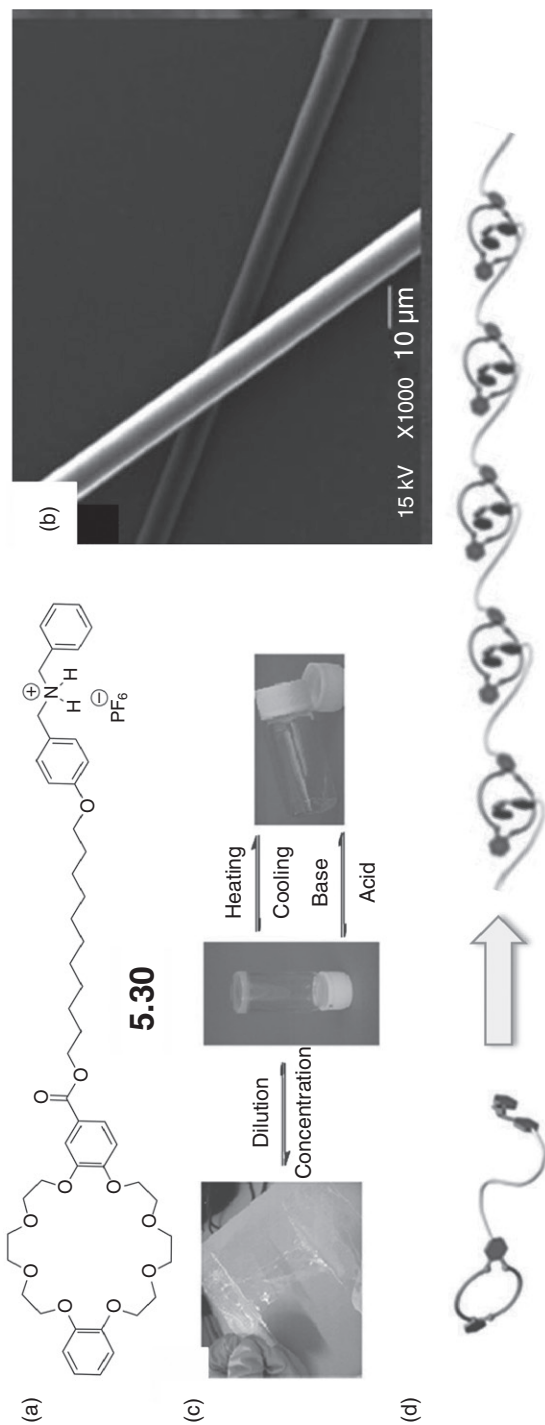 (a)
O
O
O
O
O
O
O
O
O
O
O
N
H
H
⊕
⊖
PF6
5.30
(b)
15 kV X1000 10 µm
(c)
Dilution
Concentration
Heating
Cooling
Base
Acid
(d)